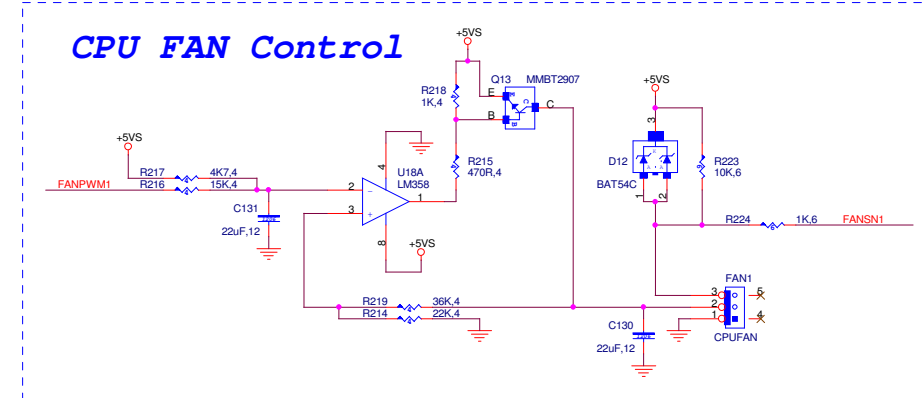 CPU FAN Control
+5VS
Q13 MMBT2907
R218
1K,4
E
C
B
E
C
B
+5VS
3
D12
BAT54C
1
2
R223
10K,6
+5VS
R217 4K7,4
FANPWM1 R216 15K,4
C131
22uF,12
4
U18A
LM358
2
3
1
8
+5VS
R215
470R,4
R224 1K,6 FANSN1
R219 36K,4
R214 22K,4
C130
22uF,12
FAN1
3
2
1
5
4
CPUFAN